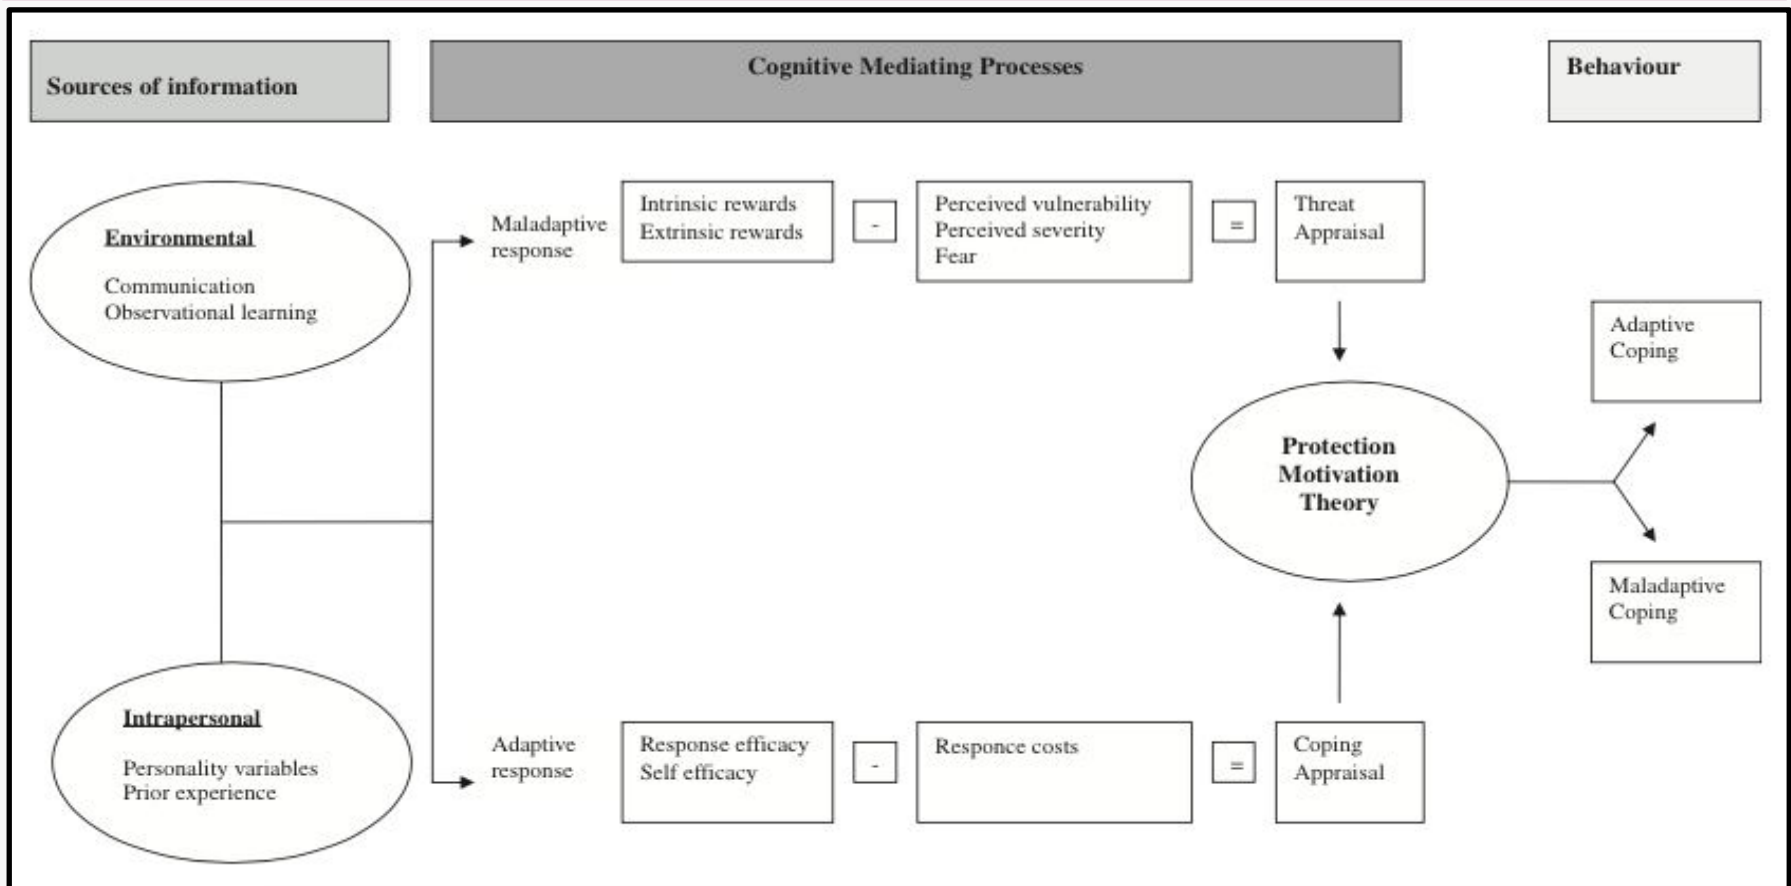 Sources of information
Cognitive Mediating Processes
Behaviour
Environmental
Communication
Observational learning
Maladaptive
response
Intrinsic rewards
Extrinsic rewards
-
Perceived vulnerability
Perceived severity
Fear
=
Threat
Appraisal
Adaptive
Coping
Protection
Motivation
Theory
Maladaptive
Coping
Intrapersonal
Personality variables
Prior experience
Adaptive
response
Response efficacy
Self efficacy
-
Responce costs
=
Coping
Appraisal